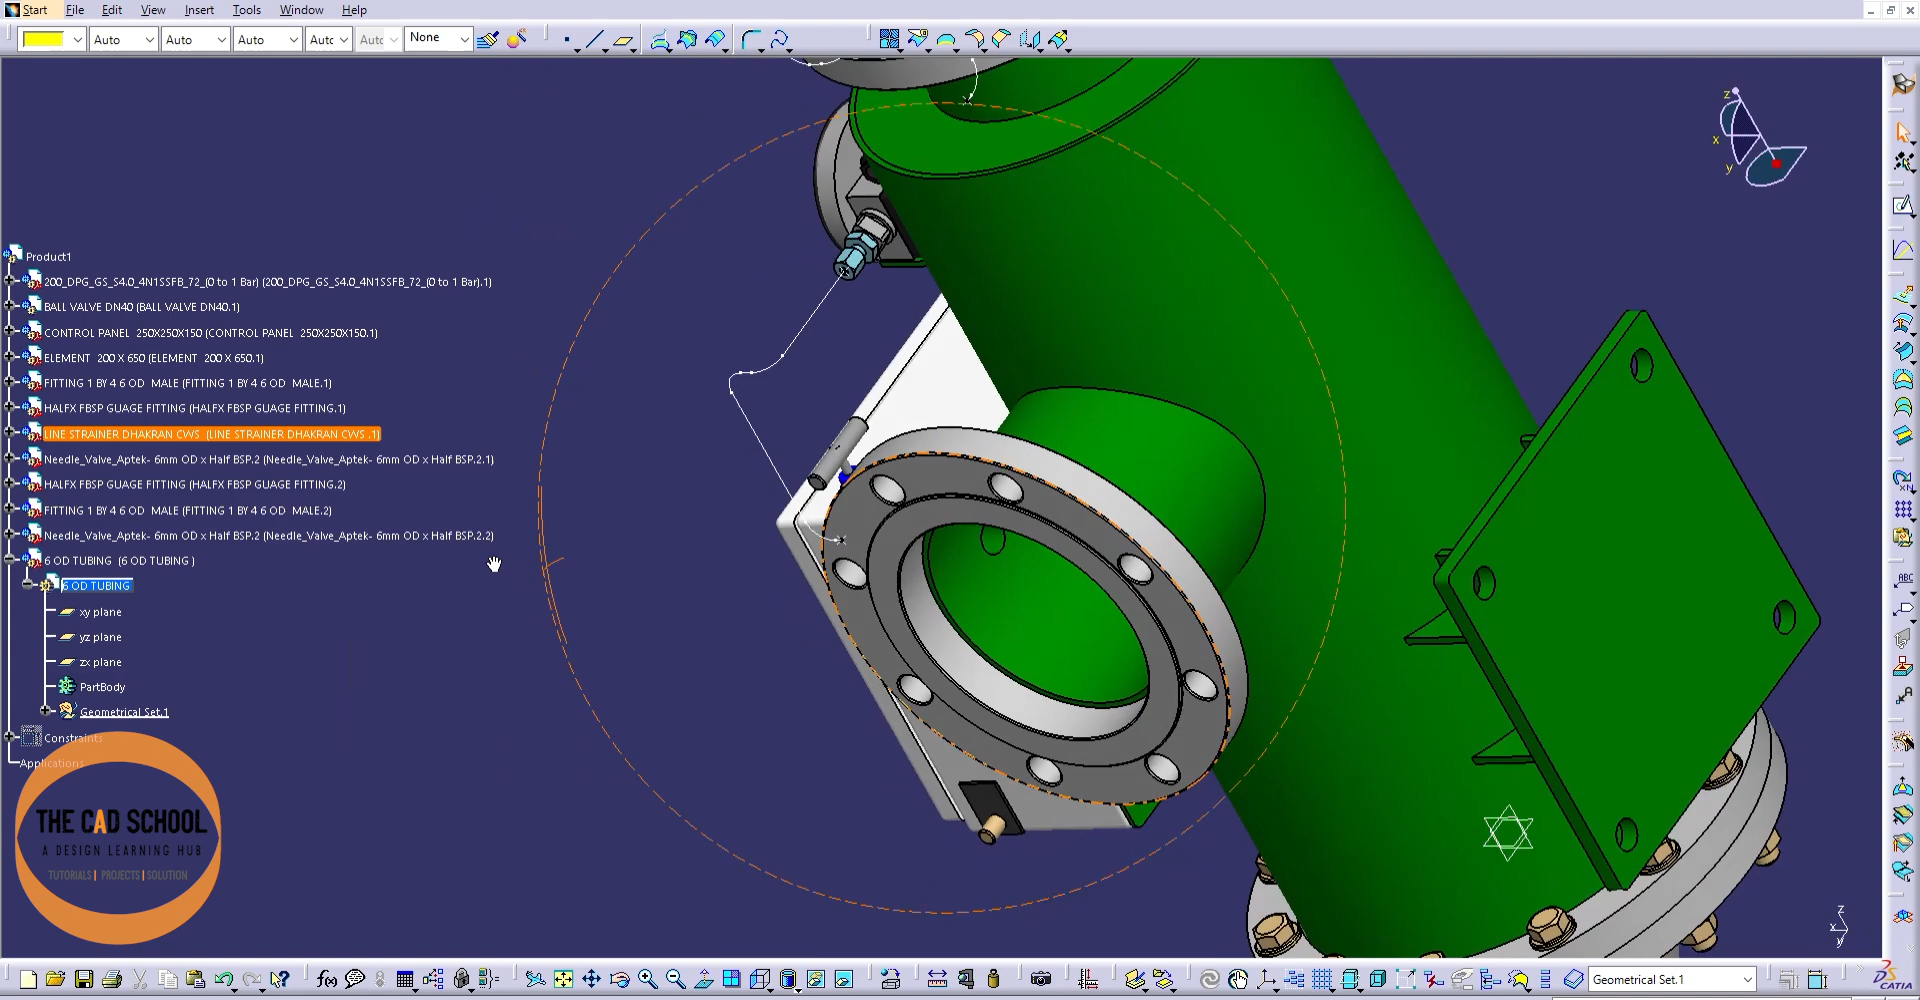 Start File Edit View Insert Tools Window Help
Auto Auto Auto Auto Auto None
z
x
y
Product1
200_DPG_GS_S4.0_4N1SSFB_72_(0 to 1 Bar) (200_DPG_GS_S4.0_4N1SSFB_72_(0 to 1 Bar).1)
BALL VALVE DN40 (BALL VALVE DN40.1)
CONTROL PANEL 250X250X150 (CONTROL PANEL 250X250X150.1)
ELEMENT 200 X 650 (ELEMENT 200 X 650.1)
FITTING 1 BY 4 6 OD MALE (FITTING 1 BY 4 6 OD MALE.1)
HALFX FBSP GUAGE FITTING (HALFX FBSP GUAGE FITTING.1)
LINE STRAINER DHAKRAN CWS (LINE STRAINER DHAKRAN CWS .1)
Needle_Valve_Aptek- 6mm OD x Half BSP.2 (Needle_Valve_Aptek- 6mm OD x Half BSP.2.1)
HALFX FBSP GUAGE FITTING (HALFX FBSP GUAGE FITTING.2)
FITTING 1 BY 4 6 OD MALE (FITTING 1 BY 4 6 OD MALE.2)
Needle_Valve_Aptek- 6mm OD x Half BSP.2 (Needle_Valve_Aptek- 6mm OD x Half BSP.2.2)
6 OD TUBING (6 OD TUBING )
6 OD TUBING
xy plane
yz plane
zx plane
PartBody
Geometrical Set.1
Constraints
Applications
THE CAD SCHOOL
A DESIGN LEARNING HUB
TUTORIALS| PROJECTS|SOLUTION
ABC
z
x
y
f(x)
Geometrical Set.1
CATIA